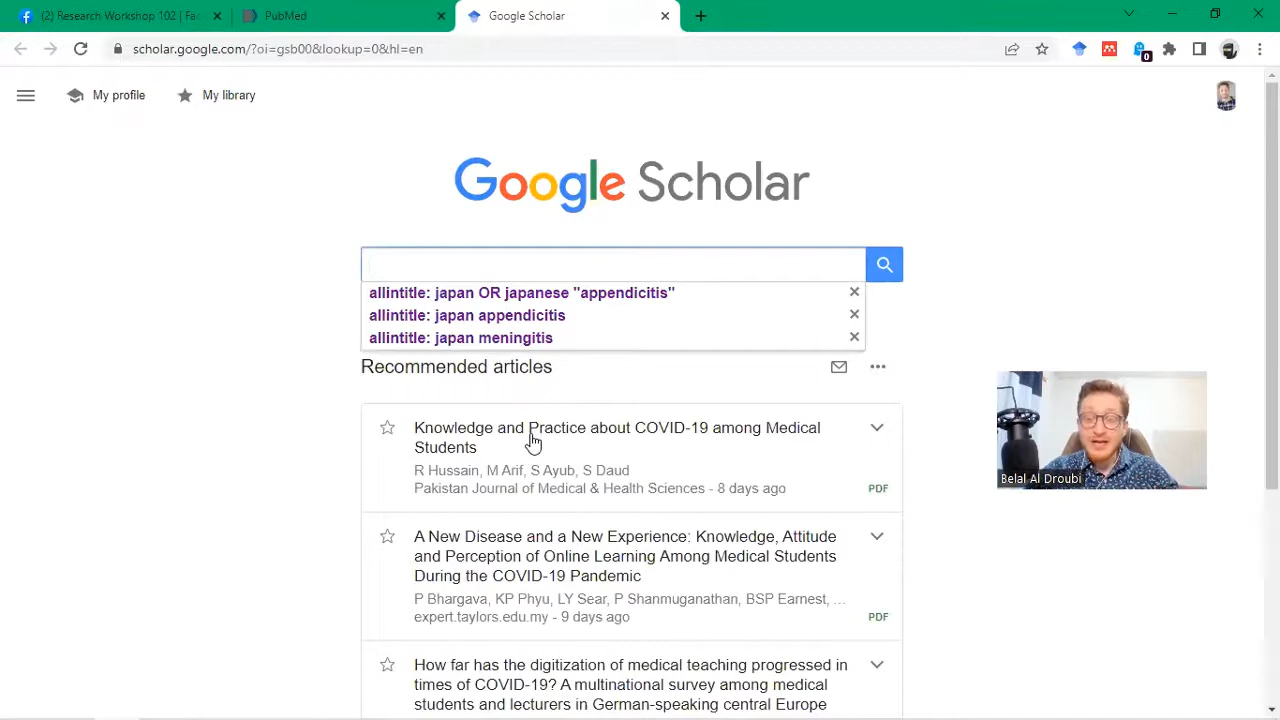 (2) Research Workshop 102 | Fac
PubMed
Google Scholar
scholar.google.com/?oi=gsb00&lookup=0&hl=en
0
My profile
My library
Google Scholar
allintitle: japan OR japanese "appendicitis"
allintitle: japan appendicitis
allintitle: japan meningitis
Recommended articles
Knowledge and Practice about COVID-19 among Medical
Students
R Hussain, M Arif, S Ayub, S Daud
Pakistan Journal of Medical & Health Sciences - 8 days ago
PDF
A New Disease and a New Experience: Knowledge, Attitude
and Perception of Online Learning Among Medical Students
During the COVID-19 Pandemic
P Bhargava, KP Phyu, LY Sear, P Shanmuganathan, BSP Earnest, ...
expert.taylors.edu.my - 9 days ago
PDF
How far has the digitization of medical teaching progressed in
times of COVID-19? A multinational survey among medical
students and lecturers in German-speaking central Europe
Belal Al Droubi